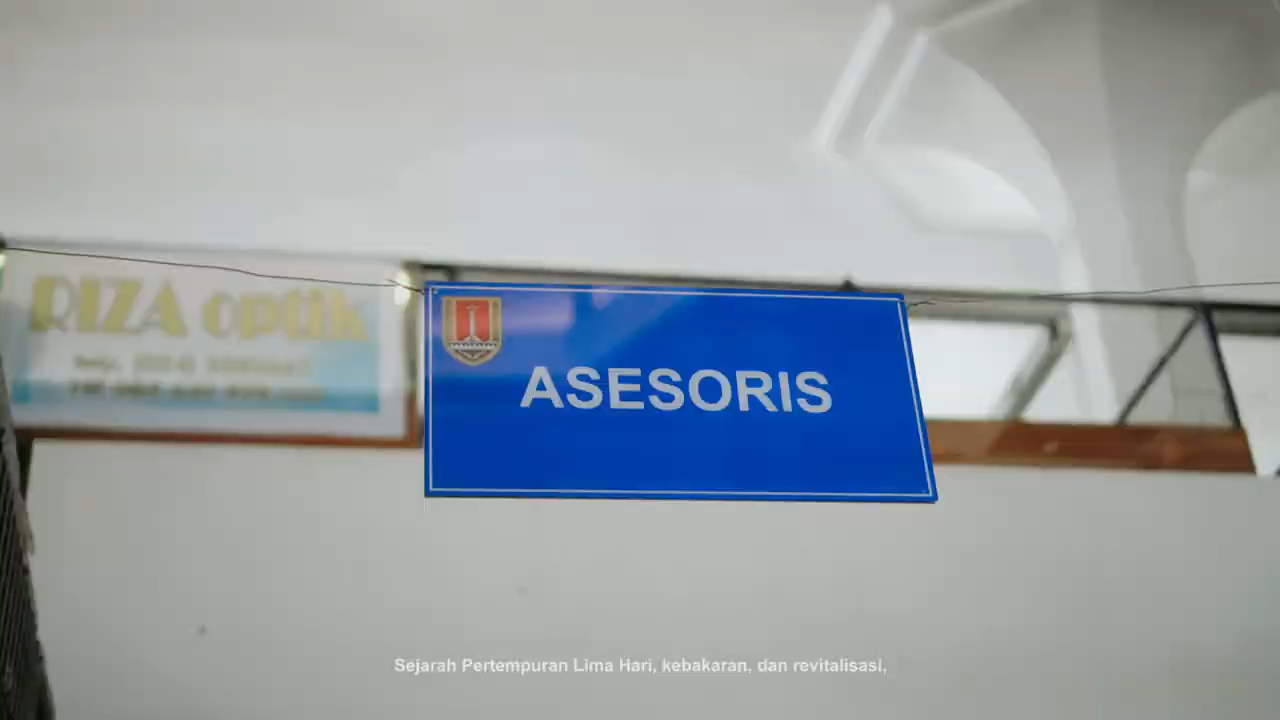 RIZA optik
ASESORIS
Sejarah Pertempuran Lima Hari, kebakaran, dan revitalisasi,